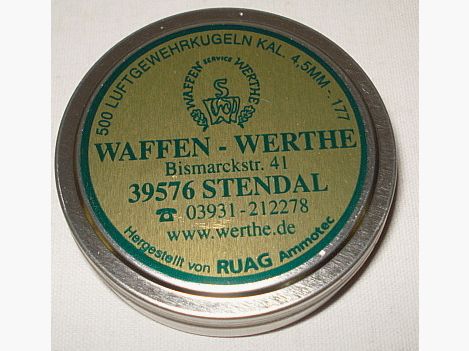 500 LUFTGEWEHRKUGELN KAL. 4,5MM - .177
WAFFEN SERVICE WERTHE
WAFFEN - WERTHE
Bismarckstr. 41
39576 STENDAL
☎ 03931-212278
www.werthe.de
Hergestellt von RUAG Ammotec